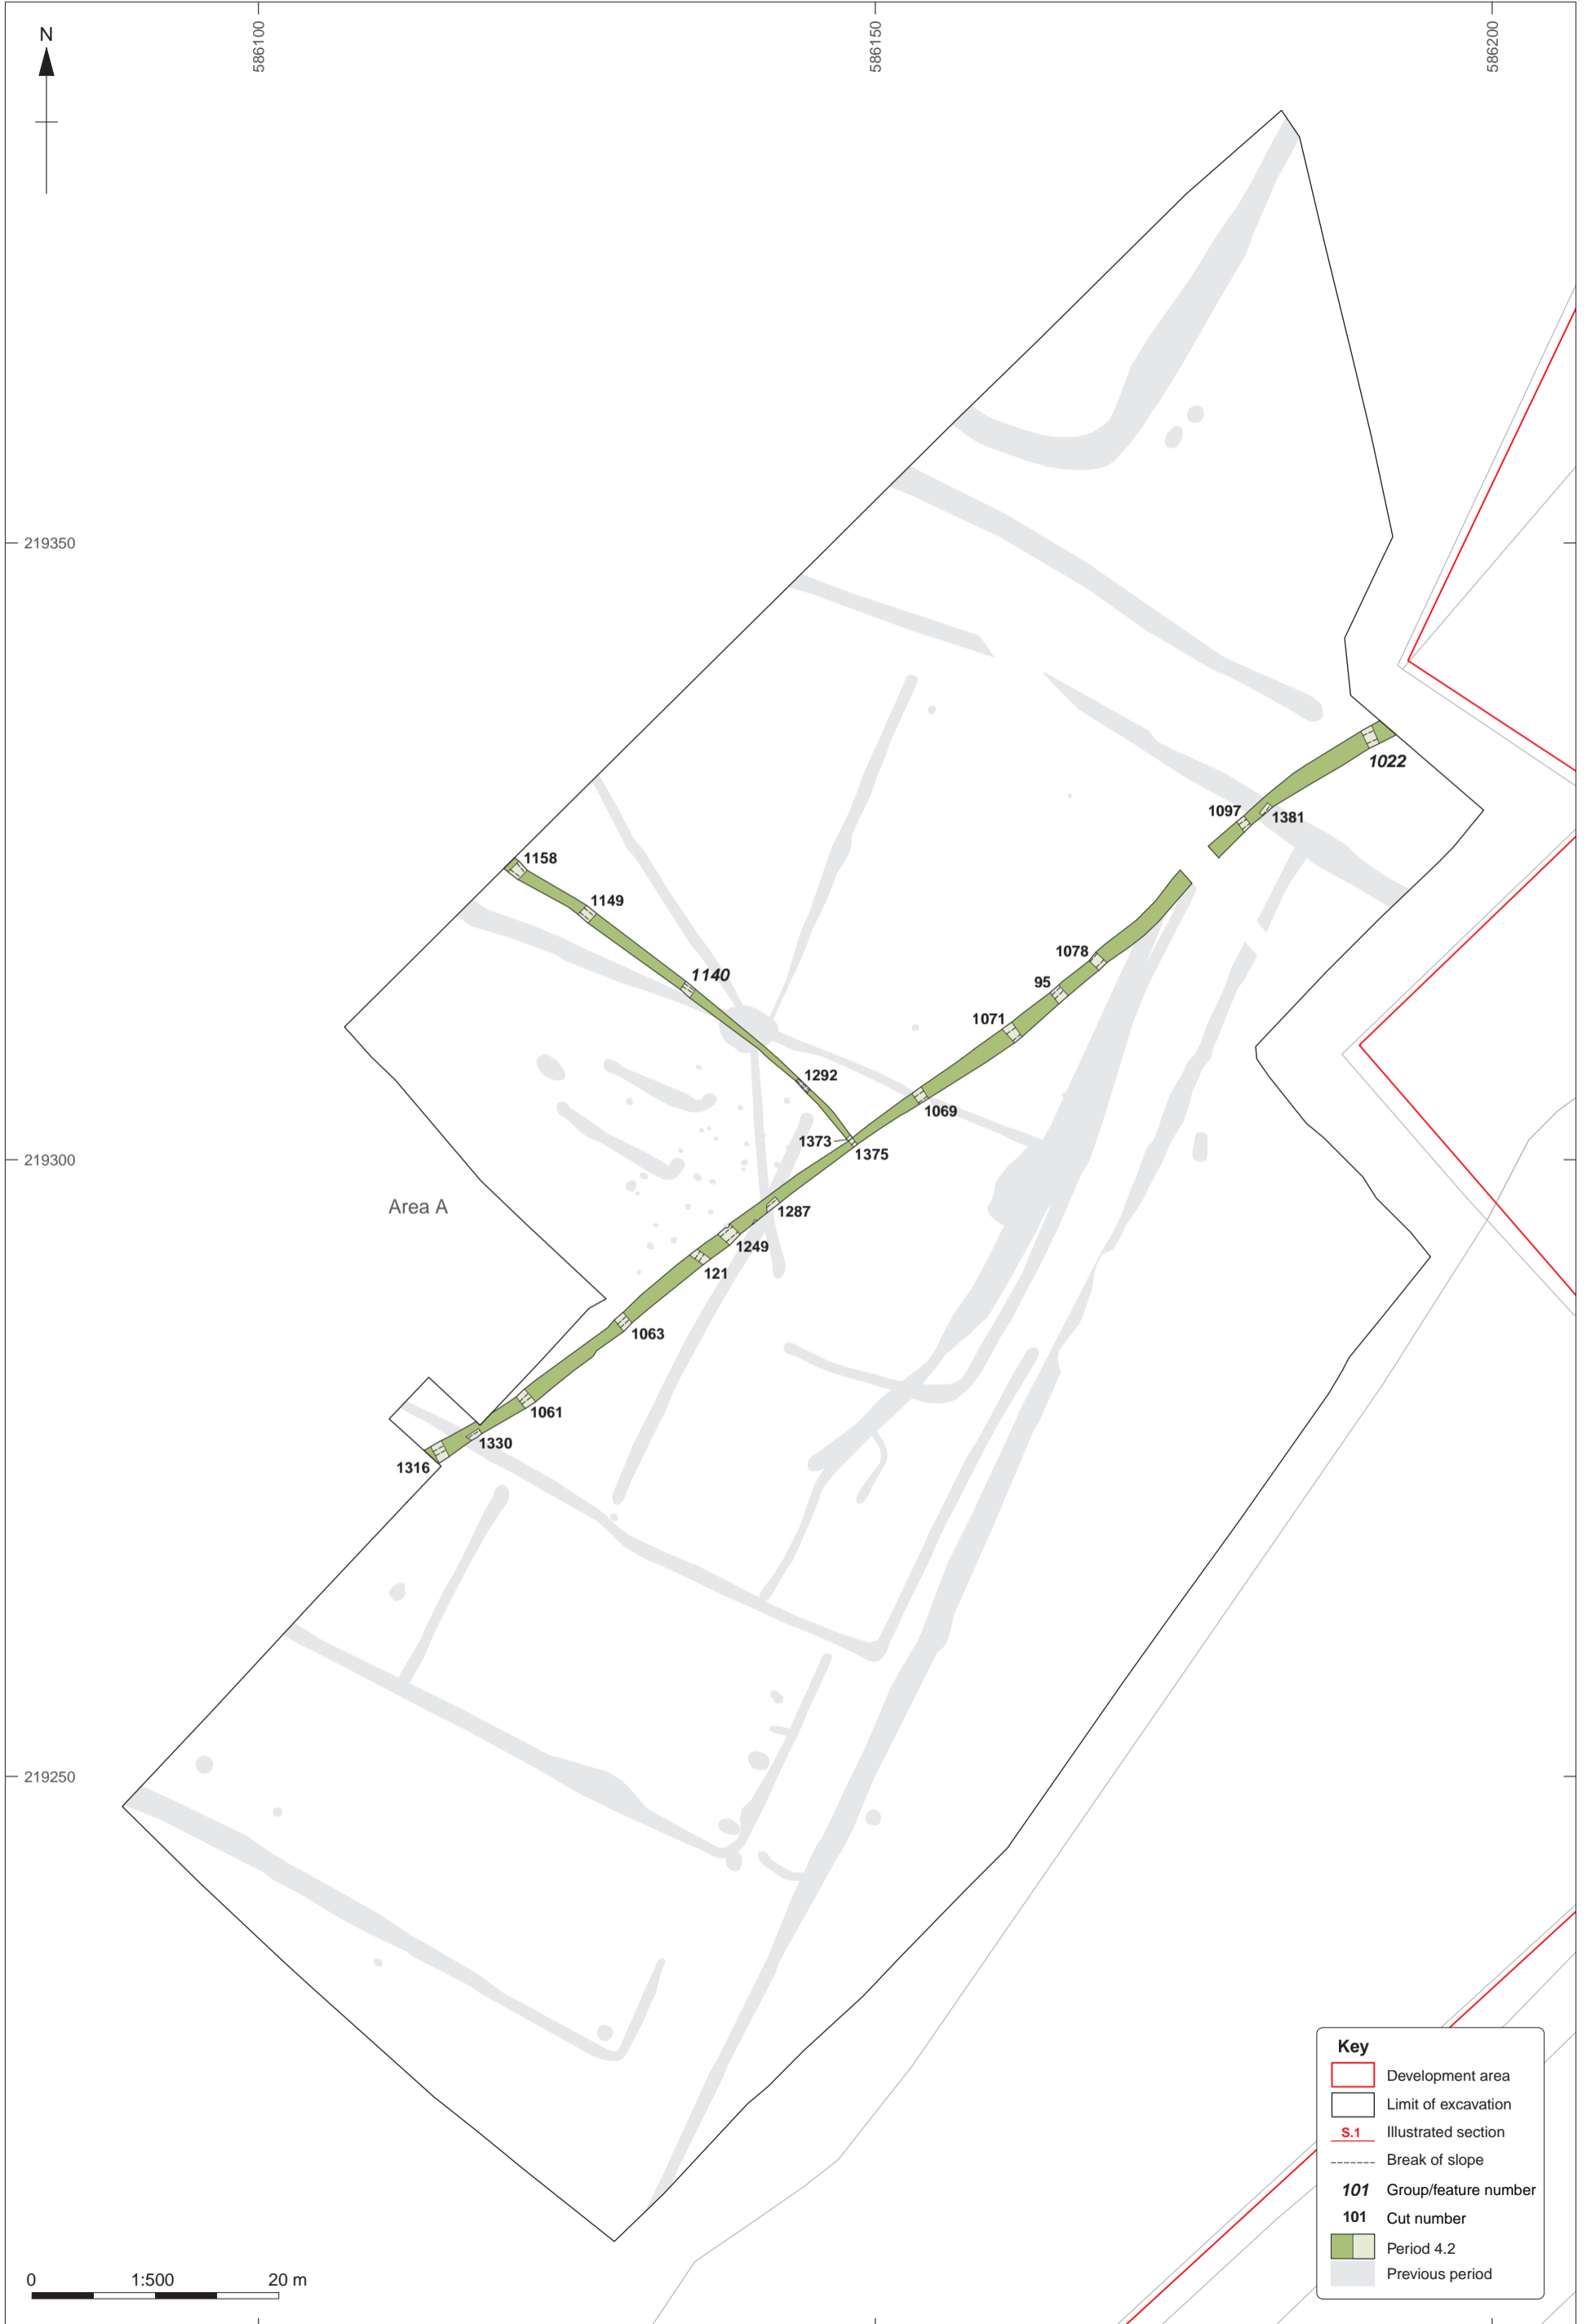 N
586100
586150
586200
219350
1022
1097
1381
1158
1149
1078
1140
95
1071
1292
1069
1373
1375
219300
Area A
1287
1249
121
1063
1061
1330
1316
219250
Key
Development area
Limit of excavation
S.1 Illustrated section
Break of slope
101 Group/feature number
101 Cut number
Period 4.2
Previous period
0 1:500 20 m